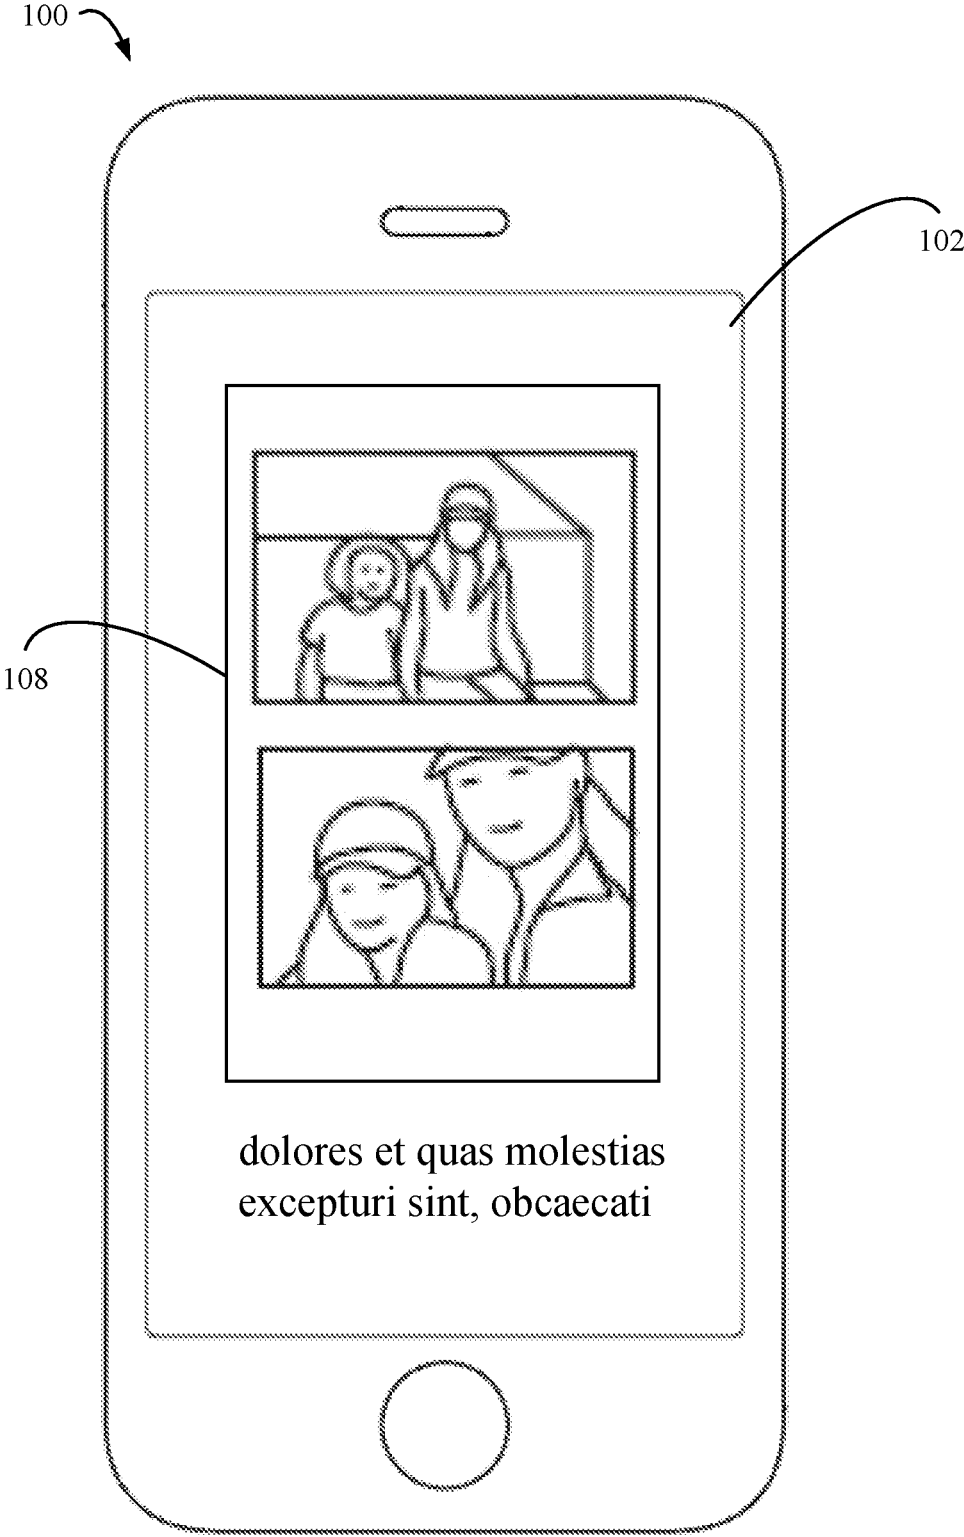 100
102
108
dolores et quas molestias
excepturi sint, obcaecati